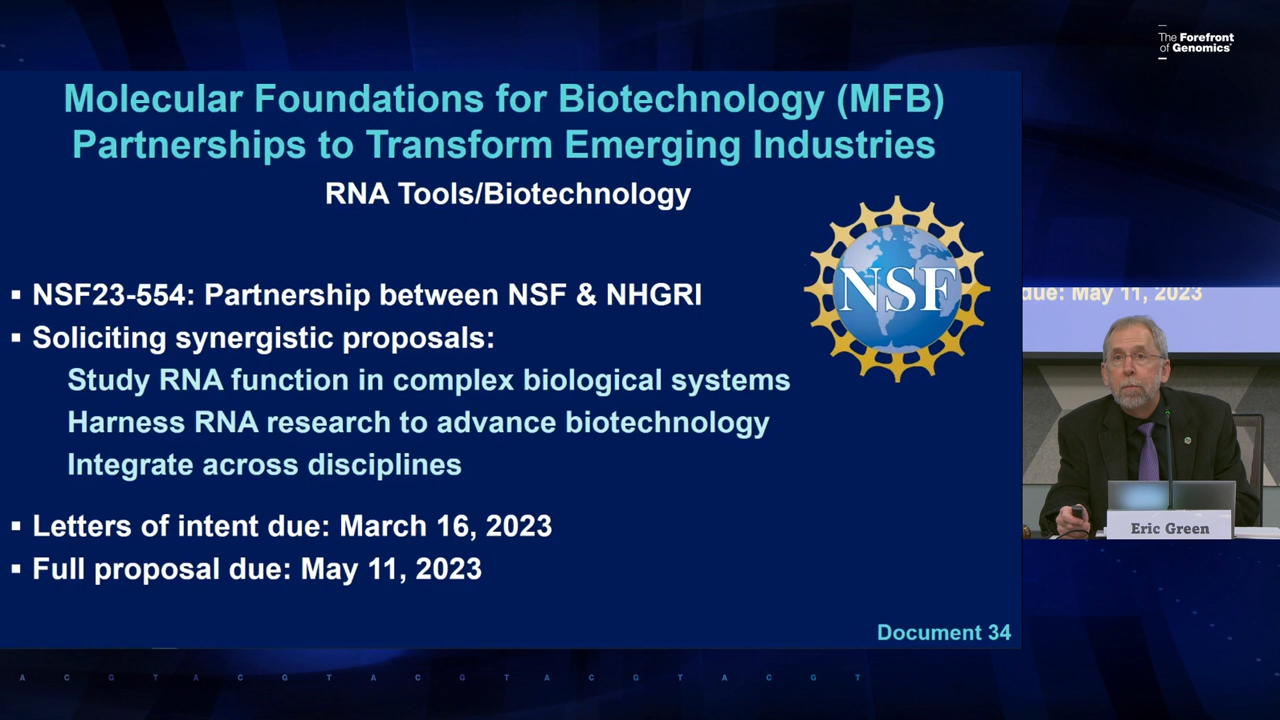 The Forefront
of Genomics®
Molecular Foundations for Biotechnology (MFB)
Partnerships to Transform Emerging Industries
RNA Tools/Biotechnology
NSF
▪ NSF23-554: Partnership between NSF & NHGRI
▪ Soliciting synergistic proposals:
Study RNA function in complex biological systems
Harness RNA research to advance biotechnology
Integrate across disciplines
▪ Letters of intent due: March 16, 2023
▪ Full proposal due: May 11, 2023
Document 34
due: May 11, 2023
Eric Green
A C G T A C G T A C G T A C G T A C G T